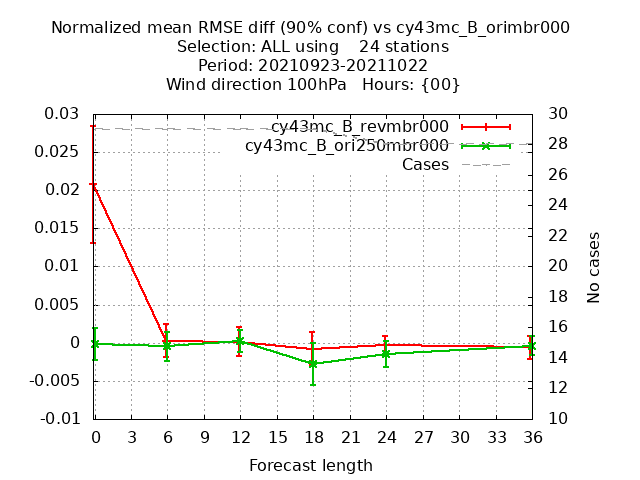 Normalized mean RMSE diff (90% conf) vs cy43mc_B_orimbr000
Selection: ALL using    24 stations
Period: 20210923-20211022
Wind direction 100hPa   Hours: {00}
cy43mc_B_revmbr000
cy43mc_B_ori250mbr000
Cases
0.03
0.025
0.02
0.015
0.01
0.005
0
-0.005
-0.01
30
28
26
24
22
20
18
16
14
12
10
No cases
0 3 6 9 12 15 18 21 24 27 30 33 36
Forecast length